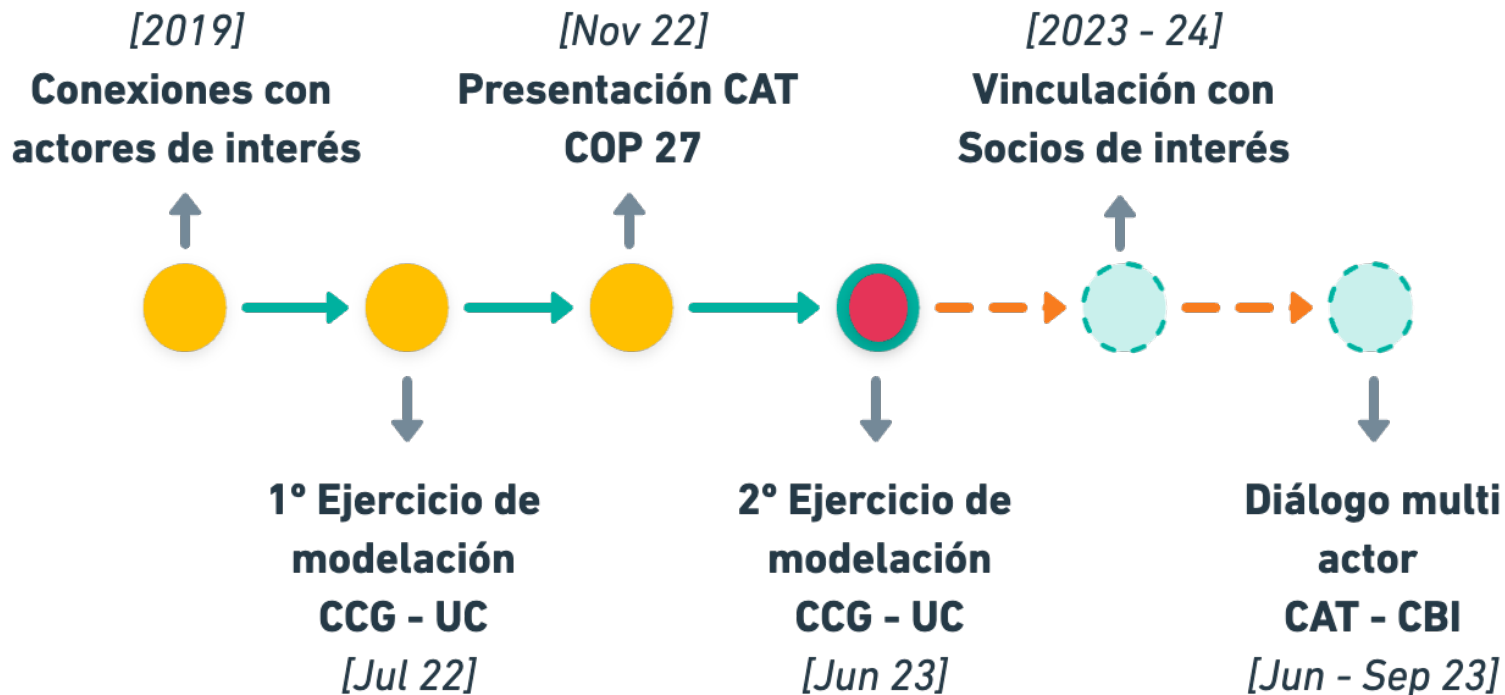 [2019]
Conexiones con
actores de interés
[Nov 22]
Presentación CAT
COP 27
[2023 - 24]
Vinculación con
Socios de interés
1° Ejercicio de
modelación
CCG - UC
[Jul 22]
2° Ejercicio de
modelación
CCG - UC
[Jun 23]
Diálogo multi
actor
CAT - CBI
[Jun - Sep 23]